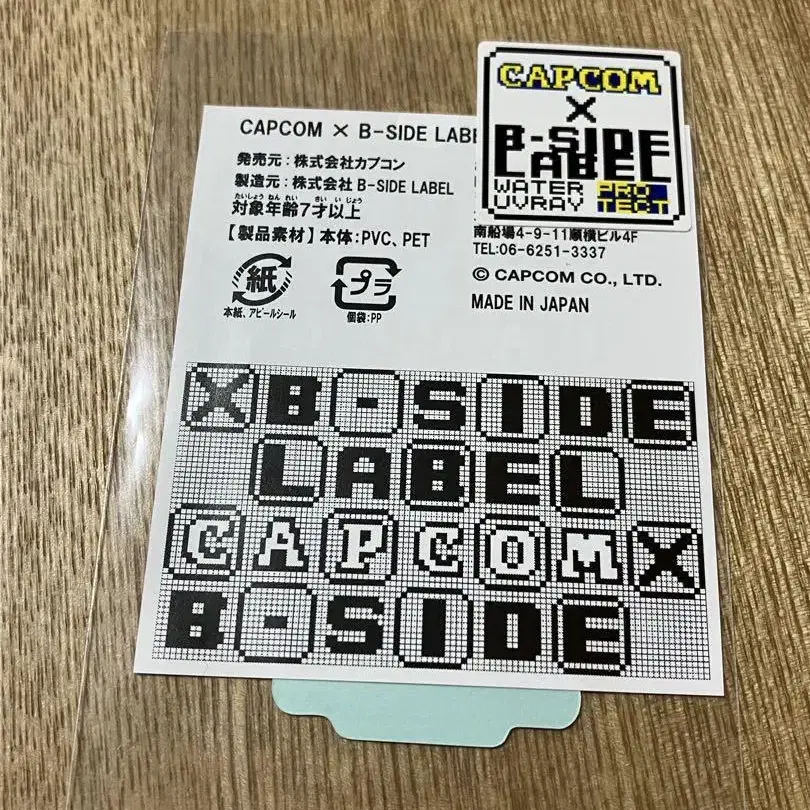 CAPCOM
×
B-SIDE
LABEL
WATER
UVRAY
PRO
TECT
CAPCOM × B-SIDE LABE
発売元：株式会社カプコン
製造元：株式会社 B-SIDE LABEL
たいしょう ねん れい さい い じょう
対象年齢7才以上
【製品素材】本体：PVC、PET
紙
本紙、アピールシール
プラ
個袋：PP
南船場4-9-11順横ビル4F
TEL:06-6251-3337
© CAPCOM CO., LTD.
MADE IN JAPAN
X B-SIDE
LABEL
CAPCOM X
B-SIDE